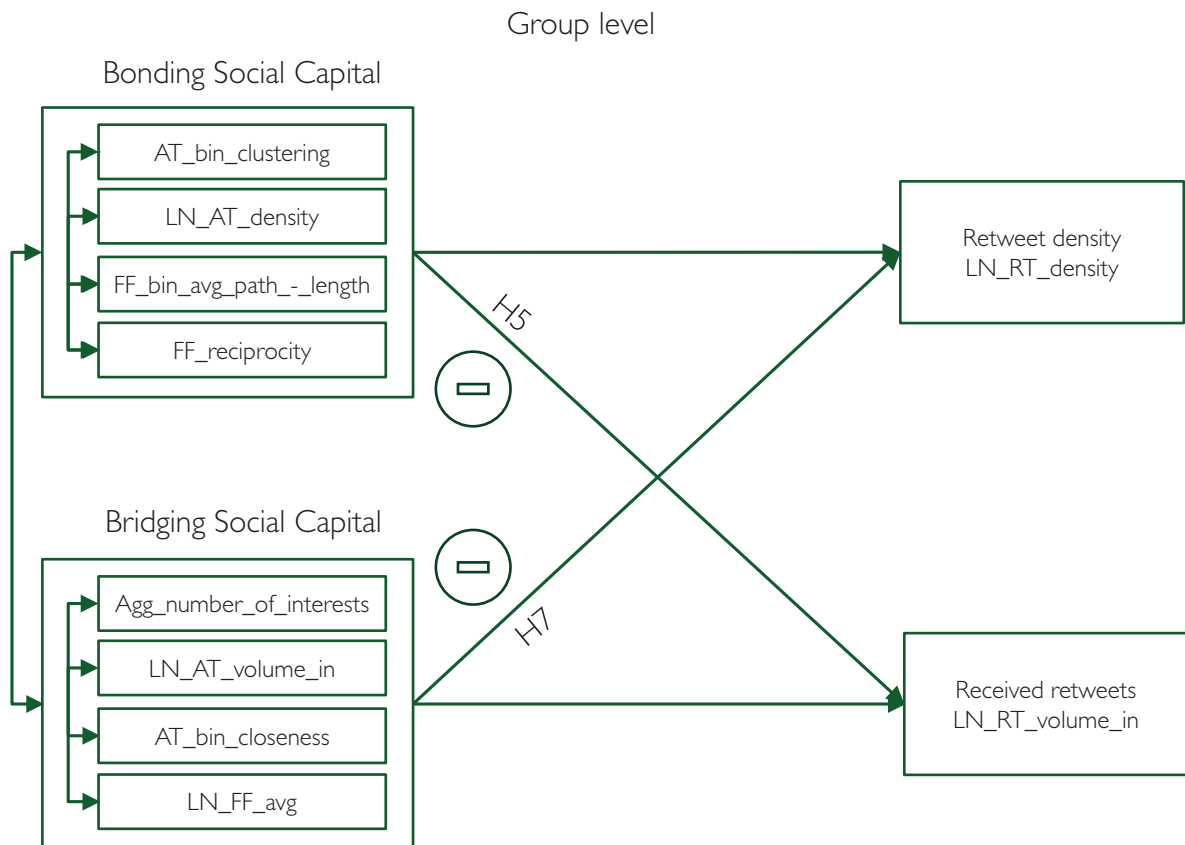 Group level
Bonding Social Capital
AT_bin_clustering
LN_AT_density
FF_bin_avg_path_-_length
FF_reciprocity
H5
Retweet density
LN_RT_density
Bridging Social Capital
Agg_number_of_interests
LN_AT_volume_in
AT_bin_closeness
LN_FF_avg
H7
Received retweets
LN_RT_volume_in